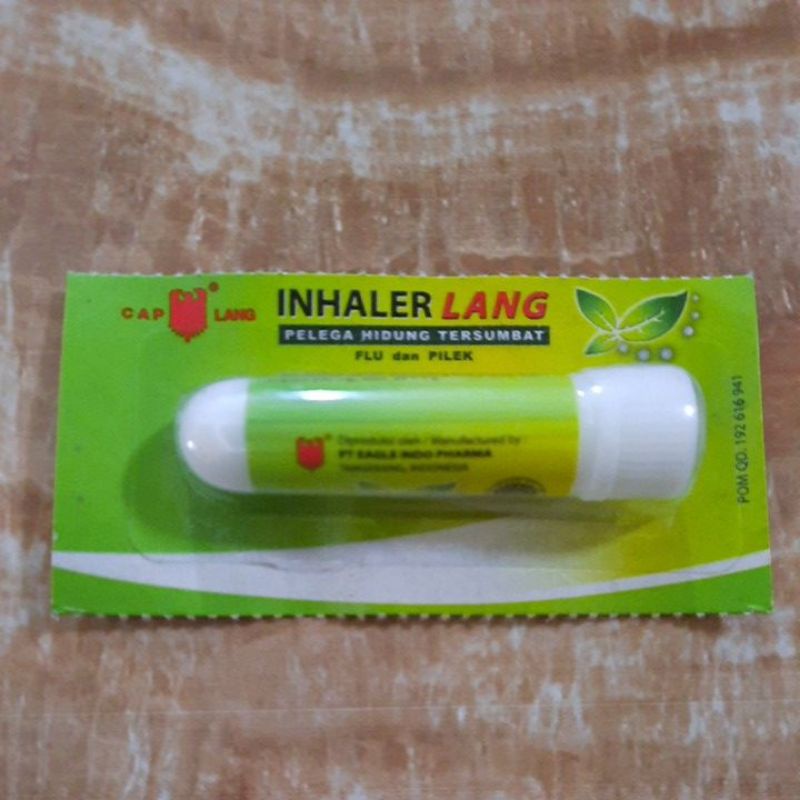 CAP LANG
INHALER LANG
PELEGA HIDUNG TERSUMBAT
FLU dan PILEK
Diproduksi oleh / Manufactured by :
PT EAGLE INDO PHARMA
TANGERANG, INDONESIA
POM QD. 192 616 941